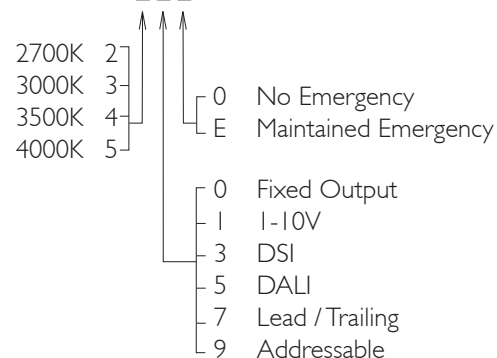 2700K 2
3000K 3
3500K 4
4000K 5
0 No Emergency
E Maintained Emergency
0 Fixed Output
1 1-10V
3 DSI
5 DALI
7 Lead / Trailing
9 Addressable